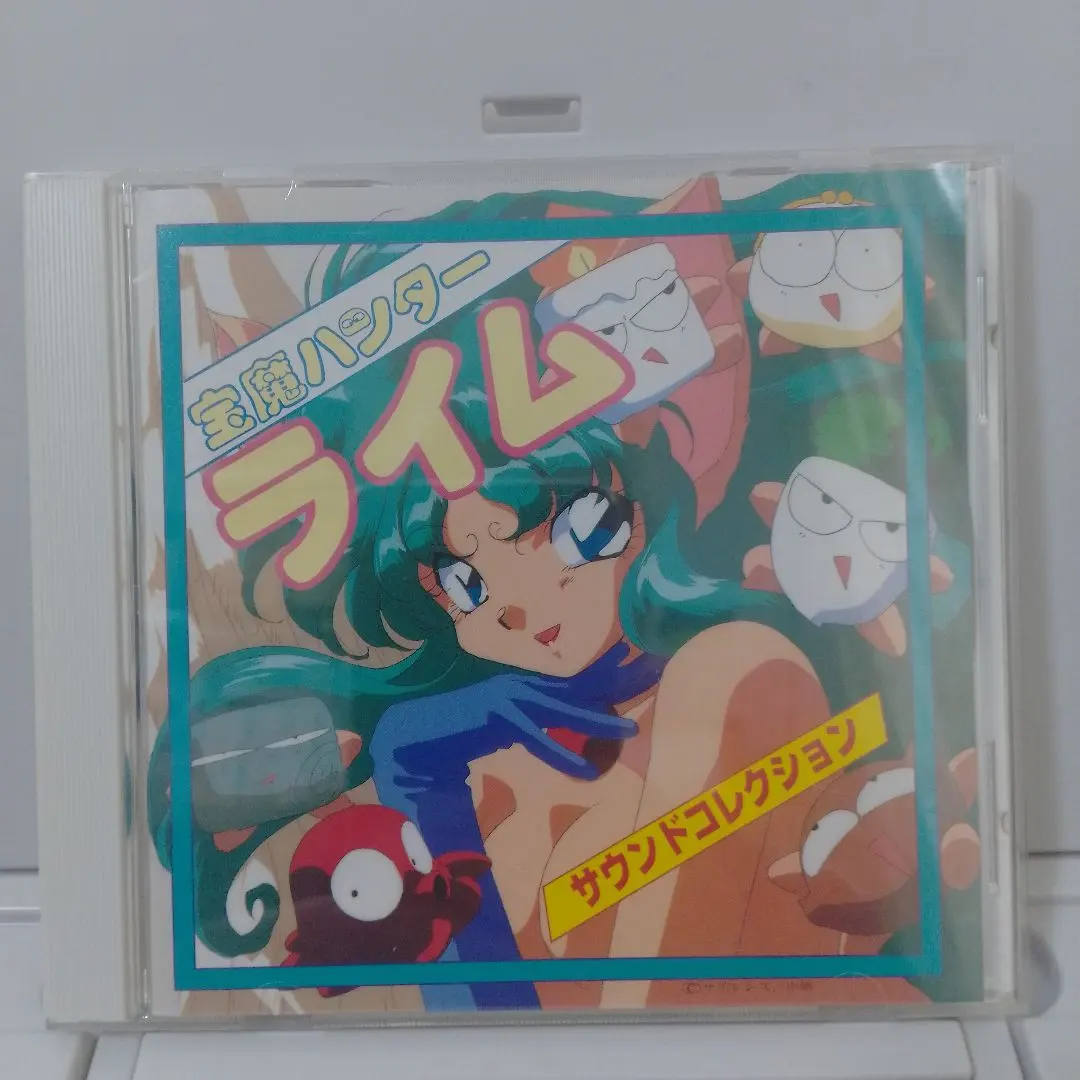 宝魔ハンター
ライム
サウンドコレクション